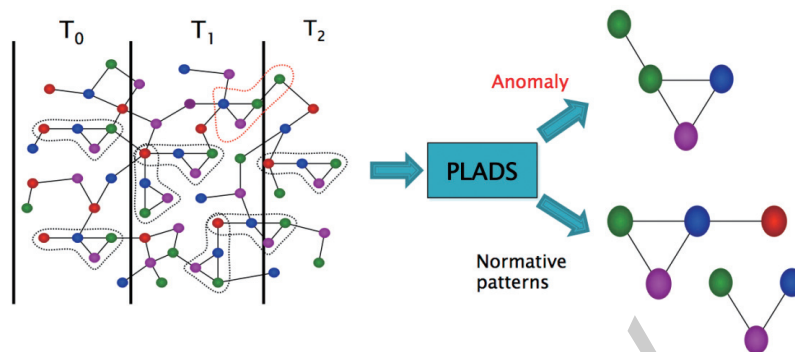 T0
T1
T2
Anomaly
PLADS
Normative
patterns